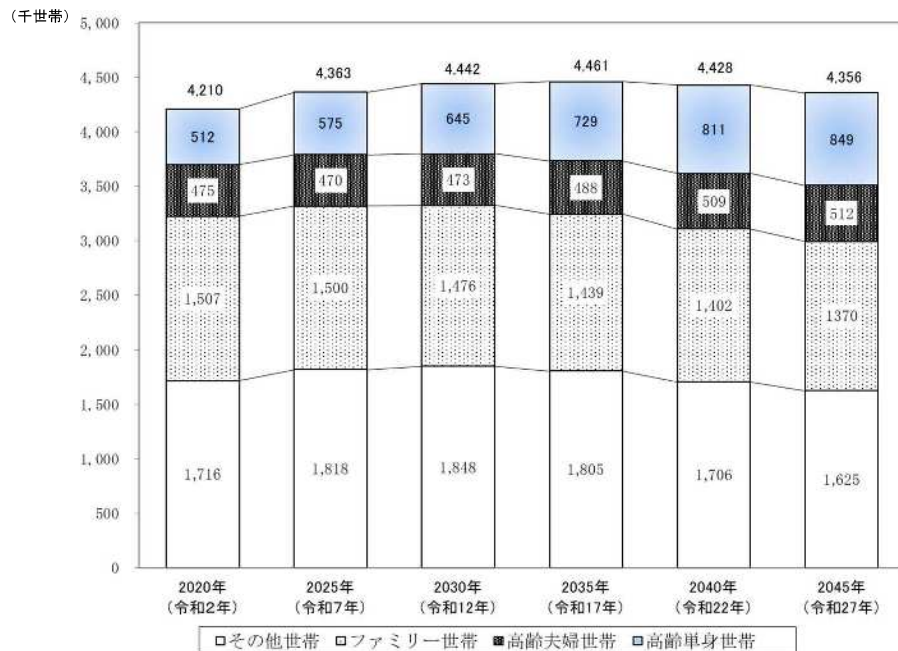 （千世帯）
5,000
4,500
4,000
3,500
3,000
2,500
2,000
1,500
1,000
500
0
4,210 4,363 4,442 4,461 4,428 4,356
512 575 645 729 811 849
475 470 473 488 509 512
1,507 1,500 1,476 1,439 1,402 1370
1,716 1,818 1,848 1,805 1,706 1,625
2020年 2025年 2030年 2035年 2040年 2045年
（令和2年） （令和7年） （令和12年） （令和17年） （令和22年） （令和27年）
□その他世帯 □ファミリー世帯 ■高齢夫婦世帯 □高齢単身世帯